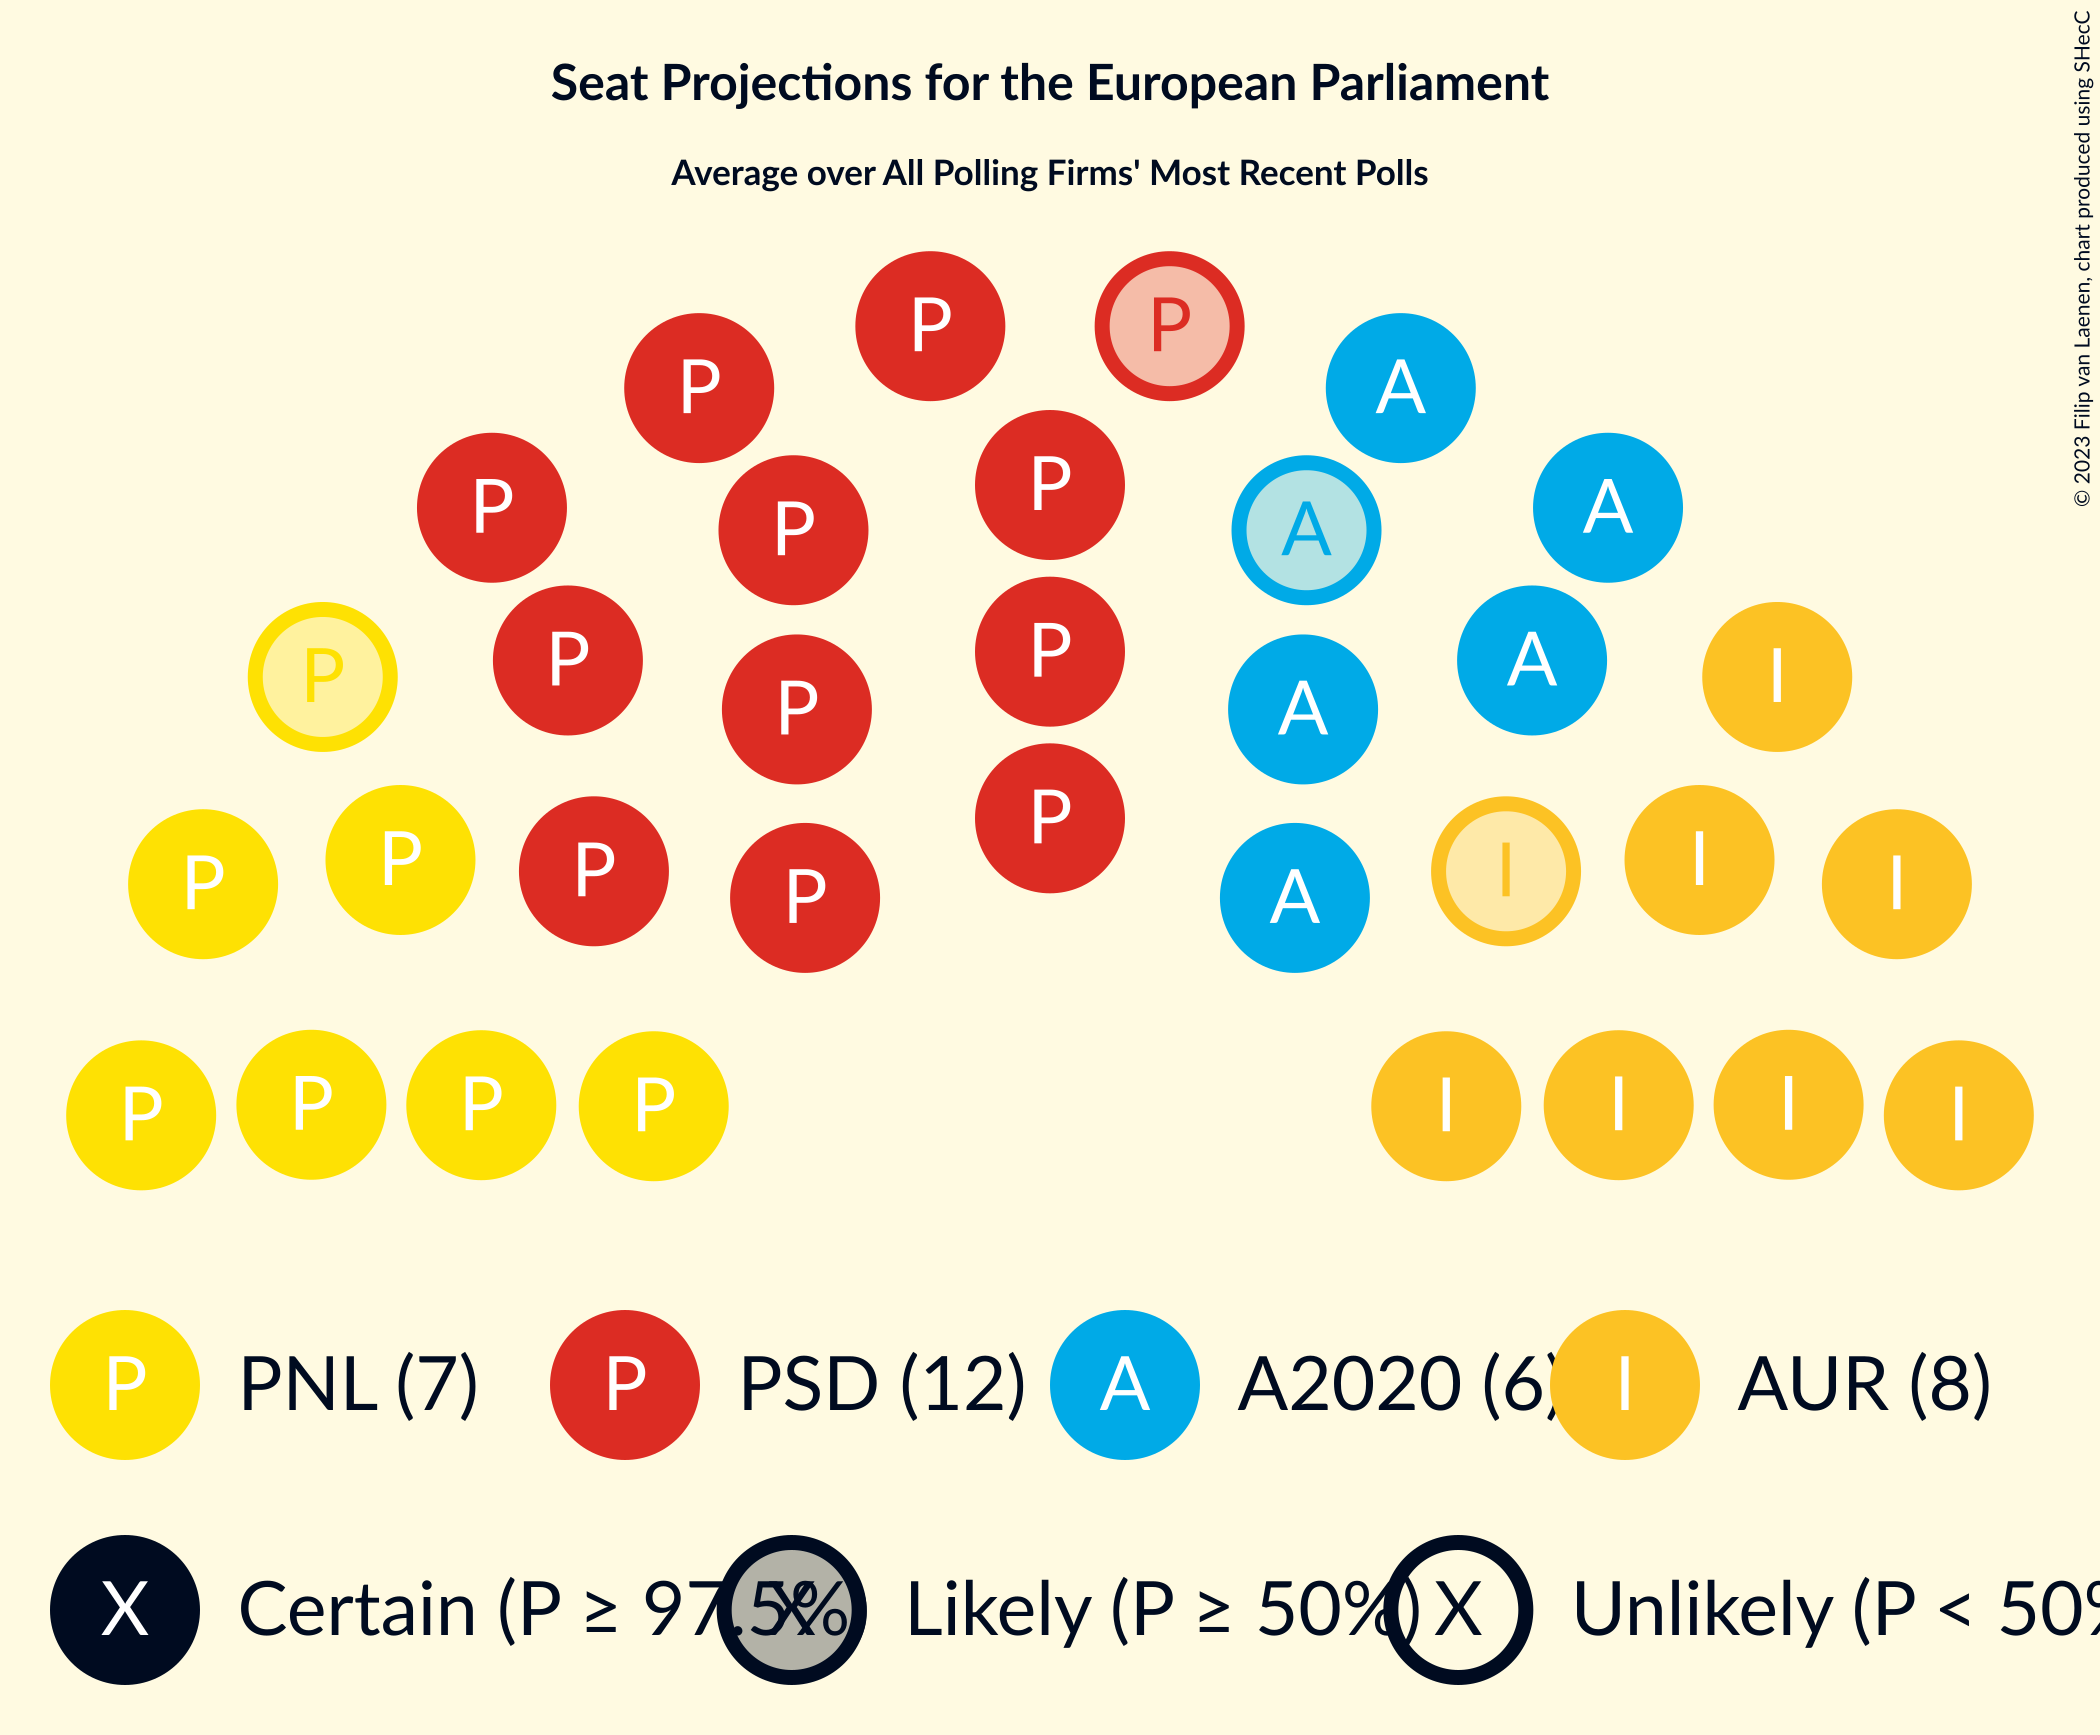 Seat Projections for the European Parliament
Average over All Polling Firms' Most Recent Polls
© 2023 Filip van Laenen, chart produced using SHecC
P P
P A
P P P A A
P P P A I
P P P A I I I
P P P A I
P P P P I I I I
P PNL (7) P PSD (12) A A2020 (6) I AUR (8)
X Certain (P ≥ 97.5% X Likely (P ≥ 50%) X Unlikely (P < 50%